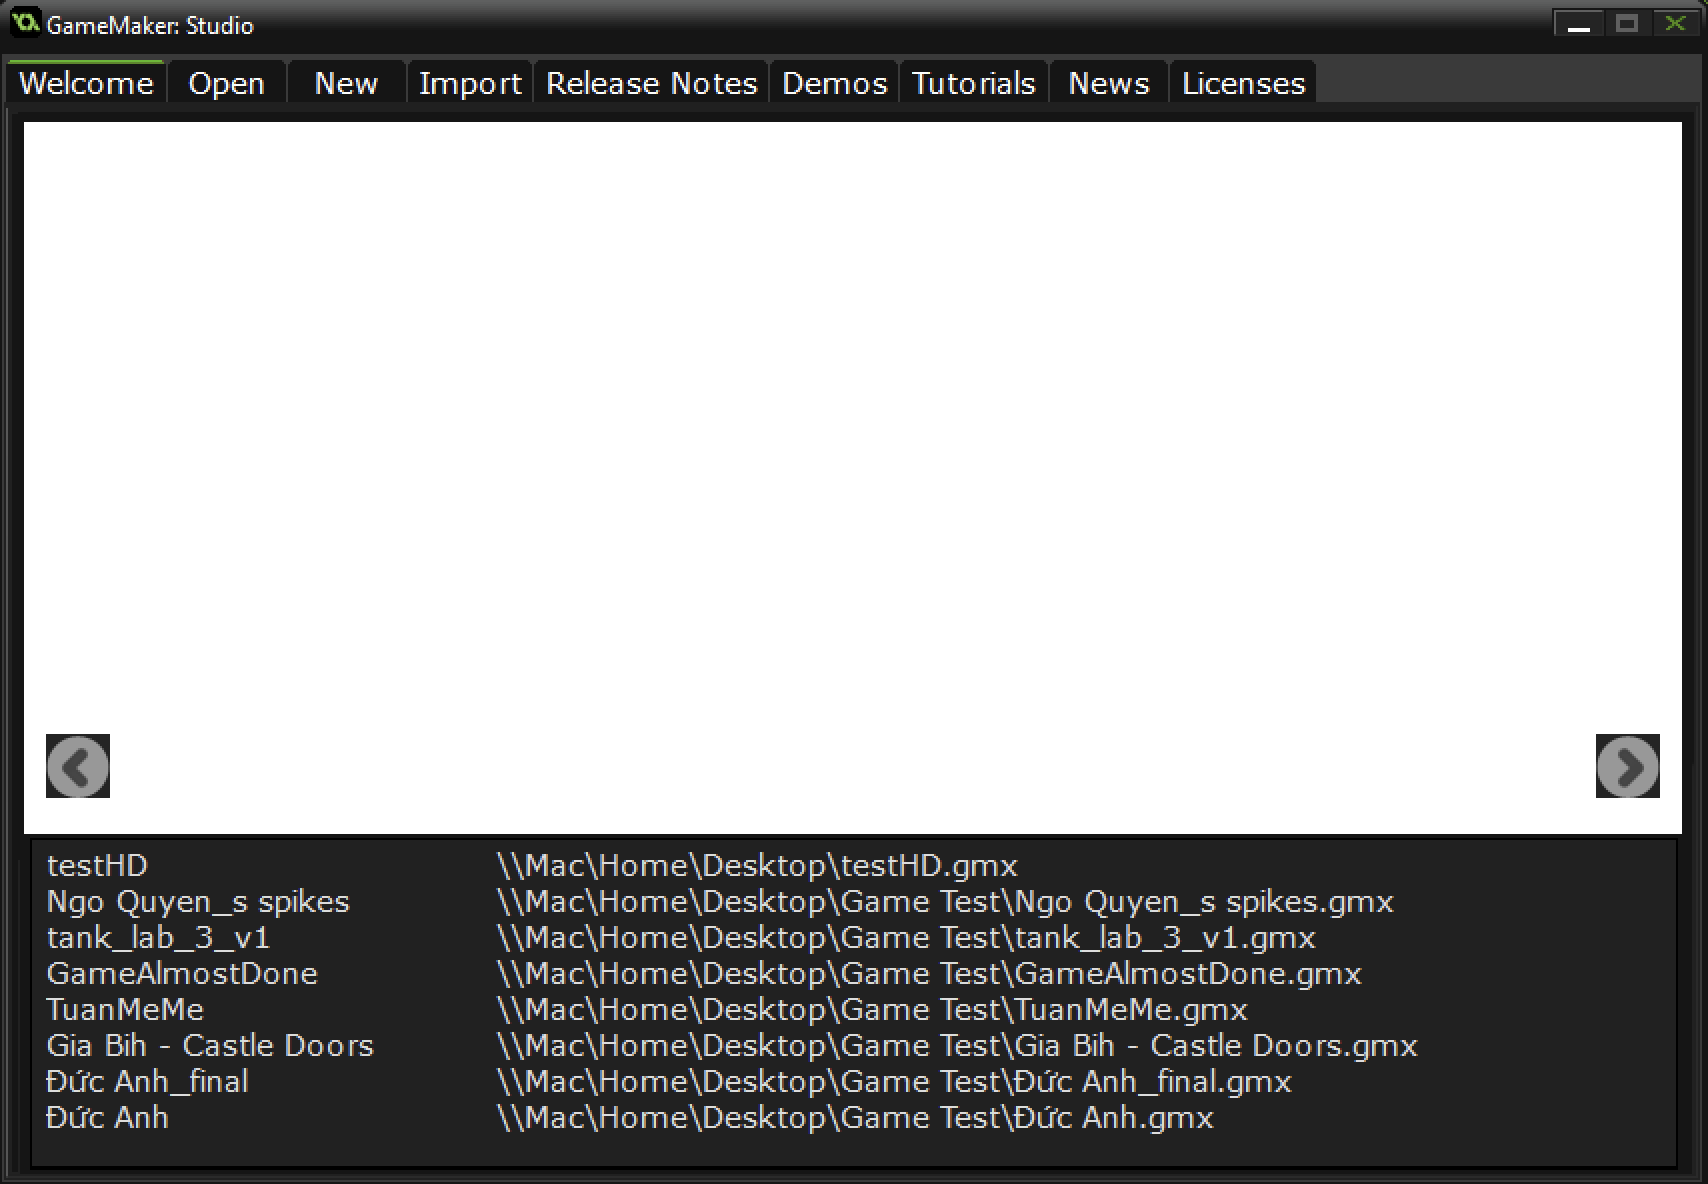 GameMaker: Studio
Welcome Open New Import Release Notes Demos Tutorials News Licenses
testHD \\Mac\Home\Desktop\testHD.gmx
Ngo Quyen_s spikes \\Mac\Home\Desktop\Game Test\Ngo Quyen_s spikes.gmx
tank_lab_3_v1 \\Mac\Home\Desktop\Game Test\tank_lab_3_v1.gmx
GameAlmostDone \\Mac\Home\Desktop\Game Test\GameAlmostDone.gmx
TuanMeMe \\Mac\Home\Desktop\Game Test\TuanMeMe.gmx
Gia Bih - Castle Doors \\Mac\Home\Desktop\Game Test\Gia Bih - Castle Doors.gmx
Đức Anh_final \\Mac\Home\Desktop\Game Test\Đức Anh_final.gmx
Đức Anh \\Mac\Home\Desktop\Game Test\Đức Anh.gmx